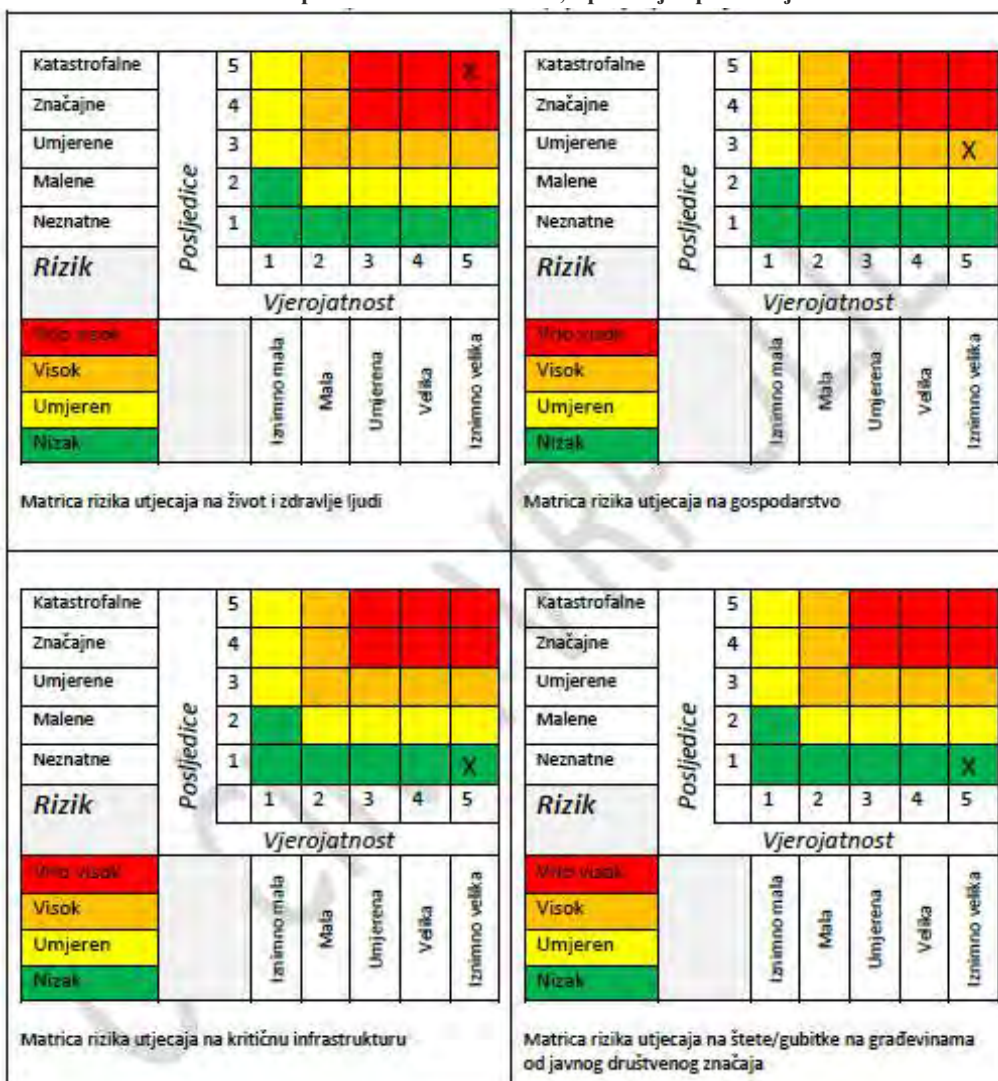 Katastrofalne 5 X
Značajne 4
Umjerene 3
Malene 2
Neznatne 1
Posljedice
Rizik 1 2 3 4 5
Vjerojatnost
Vrlo visok
Visok
Umjeren
Nizak
Iznimno mala
Mala
Umjerena
Velika
Iznimno velika
Matrica rizika utjecaja na život i zdravlje ljudi
Katastrofalne 5
Značajne 4
Umjerene 3 X
Malene 2
Neznatne 1
Posljedice
Rizik 1 2 3 4 5
Vjerojatnost
Vrlo visok
Visok
Umjeren
Nizak
Iznimno mala
Mala
Umjerena
Velika
Iznimno velika
Matrica rizika utjecaja na gospodarstvo
Katastrofalne 5
Značajne 4
Umjerene 3
Malene 2
Neznatne 1 X
Posljedice
Rizik 1 2 3 4 5
Vjerojatnost
Vrlo visok
Visok
Umjeren
Nizak
Iznimno mala
Mala
Umjerena
Velika
Iznimno velika
Matrica rizika utjecaja na kritičnu infrastrukturu
Katastrofalne 5
Značajne 4
Umjerene 3
Malene 2
Neznatne 1 X
Posljedice
Rizik 1 2 3 4 5
Vjerojatnost
Vrlo visok
Visok
Umjeren
Nizak
Iznimno mala
Mala
Umjerena
Velika
Iznimno velika
Matrica rizika utjecaja na štete/gubitke na građevinama
od javnog društvenog značaja